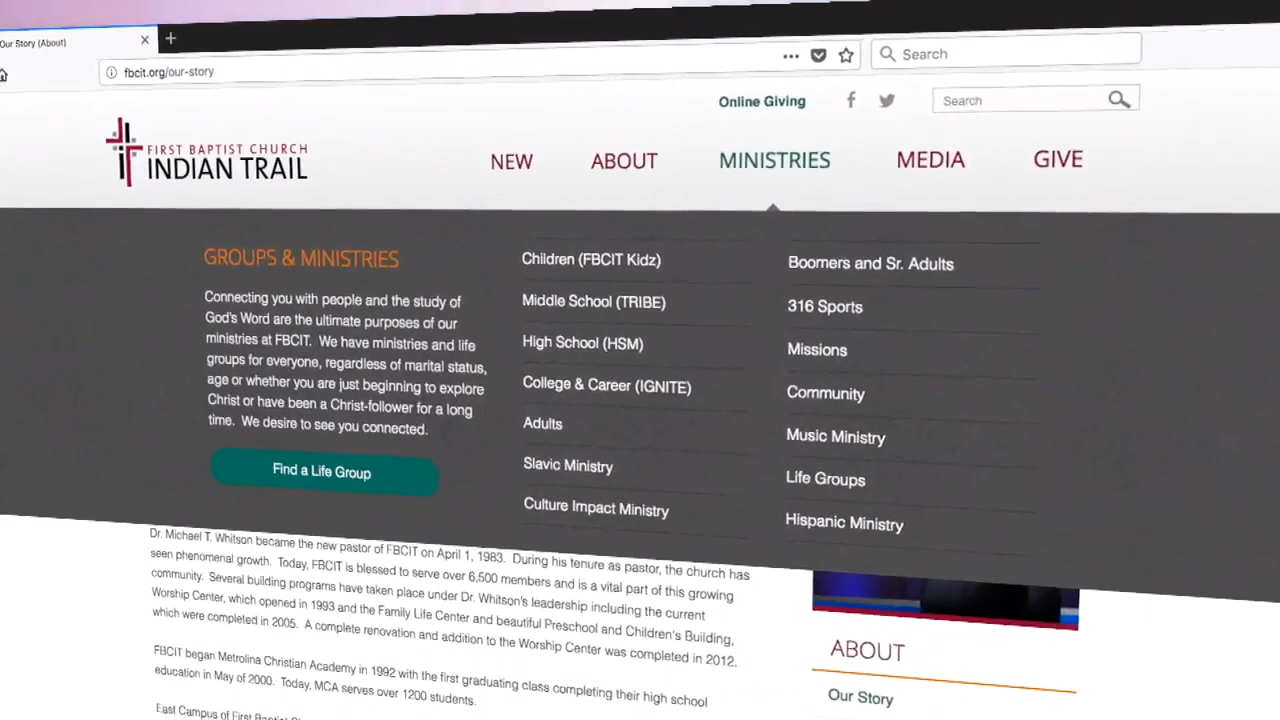 Our Story (About)
fbcit.org/our-story
Search
Online Giving
Search
FIRST BAPTIST CHURCH
INDIAN TRAIL
NEW
ABOUT
MINISTRIES
MEDIA
GIVE
GROUPS & MINISTRIES
Connecting you with people and the study of
God's Word are the ultimate purposes of our
ministries at FBCIT. We have ministries and life
groups for everyone, regardless of marital status,
age or whether you are just beginning to explore
Christ or have been a Christ-follower for a long
time. We desire to see you connected.
Find a Life Group
Children (FBCIT Kidz)
Middle School (TRIBE)
High School (HSM)
College & Career (IGNITE)
Adults
Slavic Ministry
Culture Impact Ministry
Boomers and Sr. Adults
316 Sports
Missions
Community
Music Ministry
Life Groups
Hispanic Ministry
Dr. Michael T. Whitson became the new pastor of FBCIT on April 1, 1983. During his tenure as pastor, the church has
seen phenomenal growth. Today, FBCIT is blessed to serve over 6,500 members and is a vital part of this growing
community. Several building programs have taken place under Dr. Whitson's leadership including the current
Worship Center, which opened in 1993 and the Family Life Center and beautiful Preschool and Children's Building,
which were completed in 2005. A complete renovation and addition to the Worship Center was completed in 2012.
FBCIT began Metrolina Christian Academy in 1992 with the first graduating class completing their high school
education in May of 2000. Today, MCA serves over 1200 students.
East Campus of First Baptist
ABOUT
Our Story